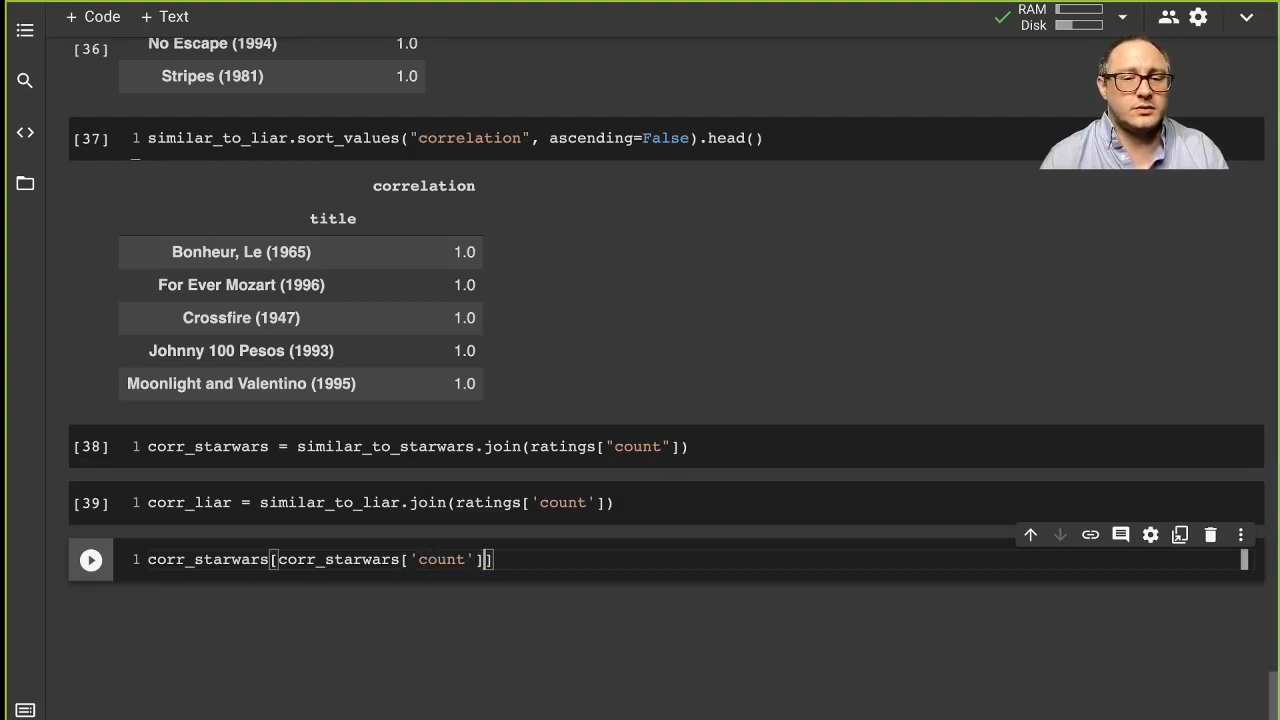 + Code + Text
RAM
Disk
[36]
No Escape (1994) 1.0
Stripes (1981) 1.0
[37] 1 similar_to_liar.sort_values("correlation", ascending=False).head()
correlation
title
Bonheur, Le (1965) 1.0
For Ever Mozart (1996) 1.0
Crossfire (1947) 1.0
Johnny 100 Pesos (1993) 1.0
Moonlight and Valentino (1995) 1.0
[38] 1 corr_starwars = similar_to_starwars.join(ratings["count"])
[39] 1 corr_liar = similar_to_liar.join(ratings['count'])
1 corr_starwars[corr_starwars['count']]